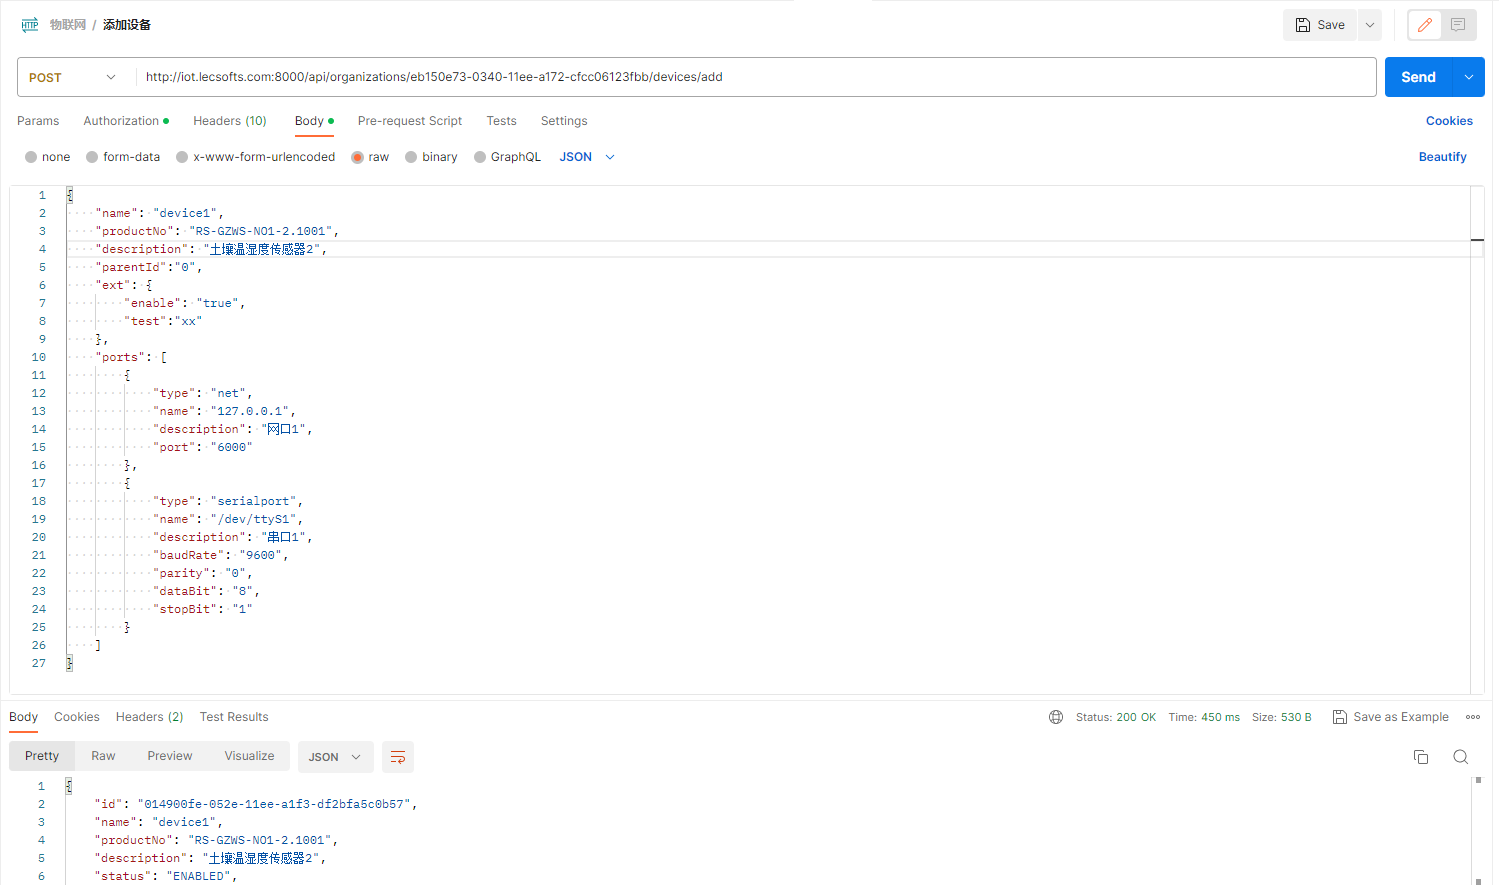 HTTP 物联网 / 添加设备 Save
POST http://iot.lecsofts.com:8000/api/organizations/eb150e73-0340-11ee-a172-cfcc06123fbb/devices/add Send
Params Authorization Headers (10) Body Pre-request Script Tests Settings Cookies
none form-data x-www-form-urlencoded raw binary GraphQL JSON Beautify
1 {
2 "name": "device1",
3 "productNo": "RS-GZWS-NO1-2.1001",
4 "description": "土壤温湿度传感器2",
5 "parentId":"0",
6 "ext": {
7 "enable": "true",
8 "test":"xx"
9 },
10 "ports": [
11 {
12 "type": "net",
13 "name": "127.0.0.1",
14 "description": "网口1",
15 "port": "6000"
16 },
17 {
18 "type": "serialport",
19 "name": "/dev/ttyS1",
20 "description": "串口1",
21 "baudRate": "9600",
22 "parity": "0",
23 "dataBit": "8",
24 "stopBit": "1"
25 }
26 ]
27 }
Body Cookies Headers (2) Test Results Status: 200 OK Time: 450 ms Size: 530 B Save as Example
Pretty Raw Preview Visualize JSON
1 {
2 "id": "014900fe-052e-11ee-a1f3-df2bfa5c0b57",
3 "name": "device1",
4 "productNo": "RS-GZWS-NO1-2.1001",
5 "description": "土壤温湿度传感器2",
6 "status": "ENABLED",